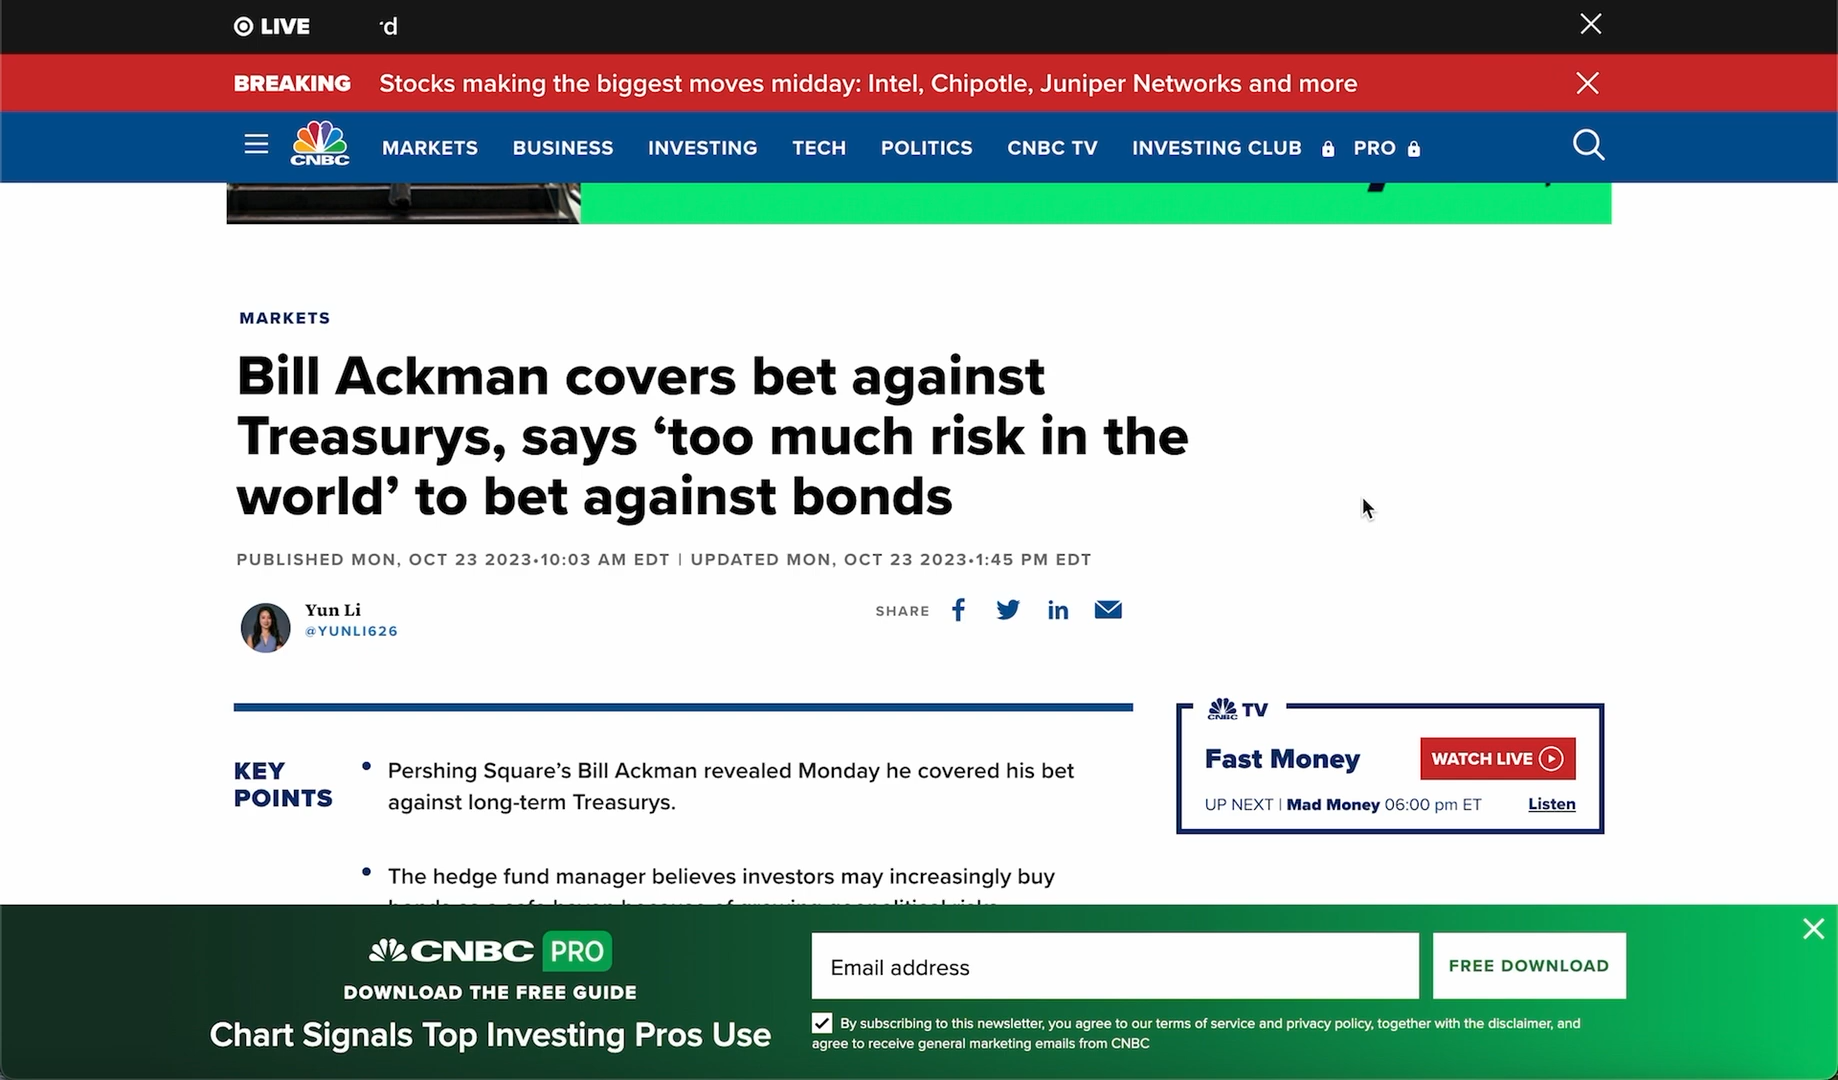 LIVE
BREAKING Stocks making the biggest moves midday: Intel, Chipotle, Juniper Networks and more
CNBC MARKETS BUSINESS INVESTING TECH POLITICS CNBC TV INVESTING CLUB PRO
MARKETS
Bill Ackman covers bet against
Treasurys, says ‘too much risk in the
world’ to bet against bonds
PUBLISHED MON, OCT 23 2023•10:03 AM EDT | UPDATED MON, OCT 23 2023•1:45 PM EDT
Yun Li
@YUNLI626
SHARE
KEY
POINTS
Pershing Square’s Bill Ackman revealed Monday he covered his bet
against long-term Treasurys.
The hedge fund manager believes investors may increasingly buy
CNBC TV
Fast Money WATCH LIVE
UP NEXT | Mad Money 06:00 pm ET Listen
CNBC PRO
DOWNLOAD THE FREE GUIDE
Chart Signals Top Investing Pros Use
Email address
FREE DOWNLOAD
By subscribing to this newsletter, you agree to our terms of service and privacy policy, together with the disclaimer, and
agree to receive general marketing emails from CNBC